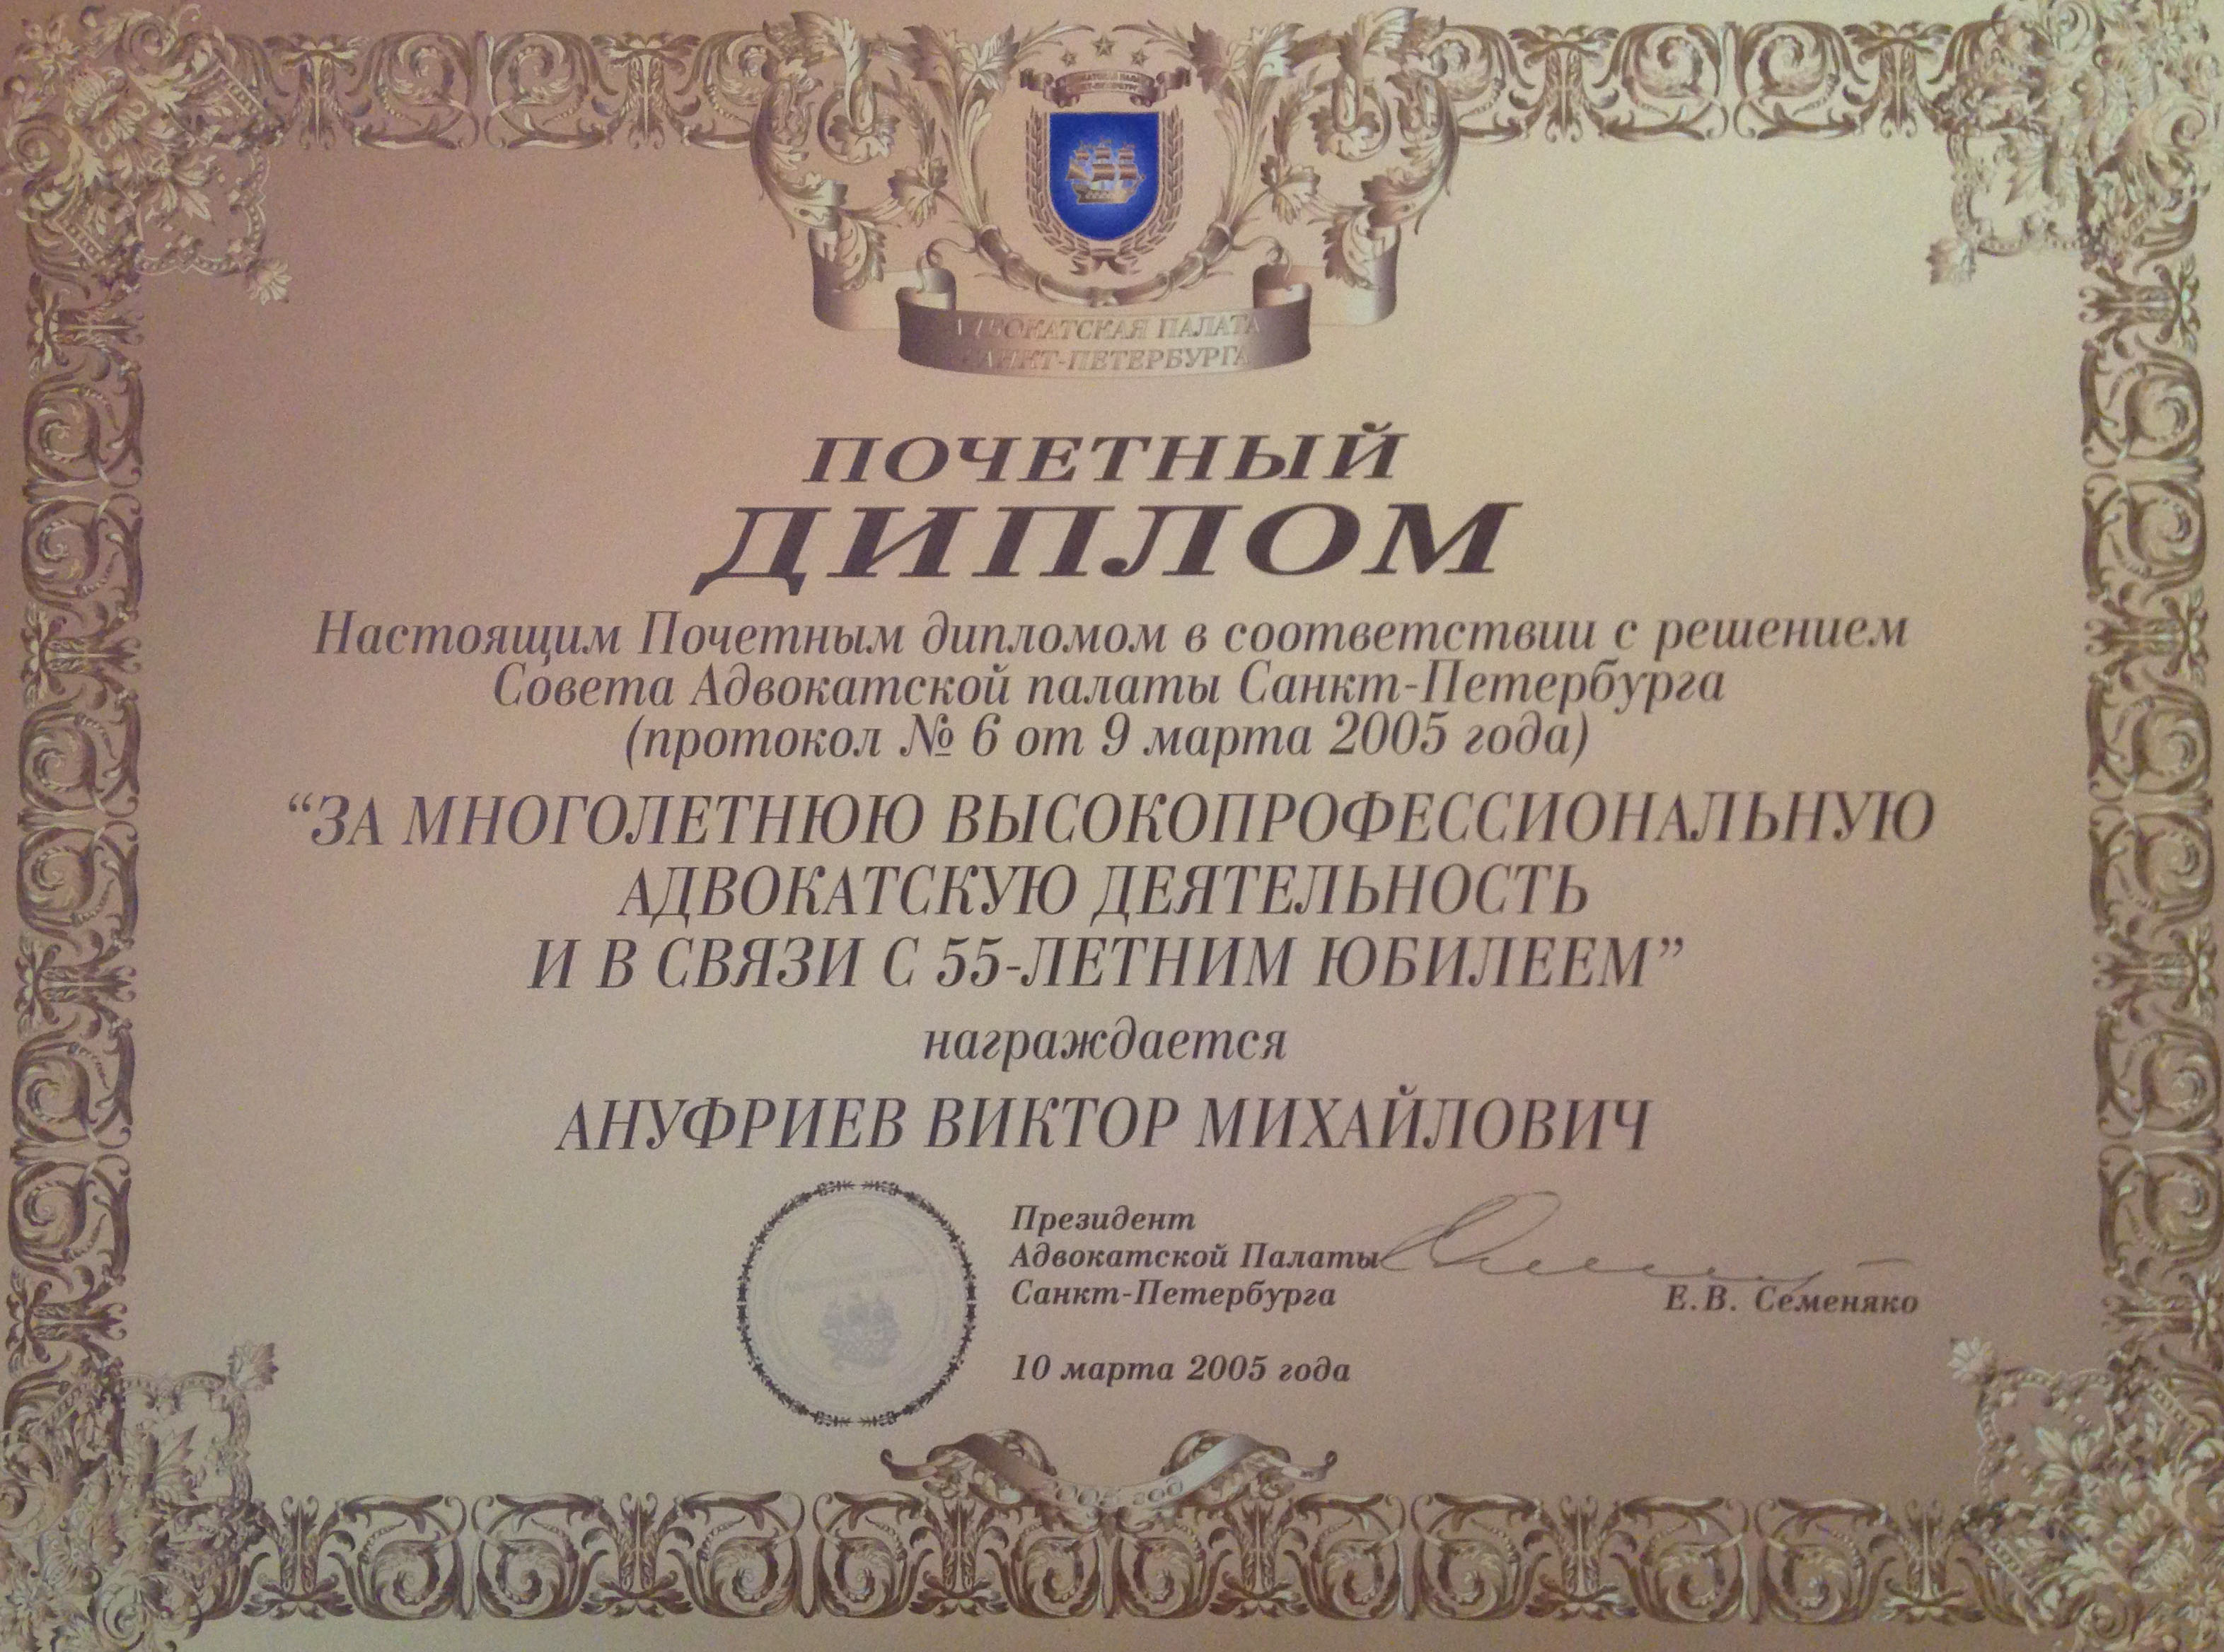 АДВОКАТСКАЯ ПАЛАТА
САНКТ-ПЕТЕРБУРГА
ПОЧЕТНЫЙ
ДИПЛОМ
Настоящим Почетным дипломом в соответствии с решением
Совета Адвокатской палаты Санкт-Петербурга
(протокол № 6 от 9 марта 2005 года)
“ЗА МНОГОЛЕТНЮЮ ВЫСОКОПРОФЕССИОНАЛЬНУЮ
АДВОКАТСКУЮ ДЕЯТЕЛЬНОСТЬ
И В СВЯЗИ С 55-ЛЕТНИМ ЮБИЛЕЕМ”
награждается
АНУФРИЕВ ВИКТОР МИХАЙЛОВИЧ
Президент
Адвокатской Палаты
Санкт-Петербурга
Е.В. Семеняко
10 марта 2005 года
2005 год